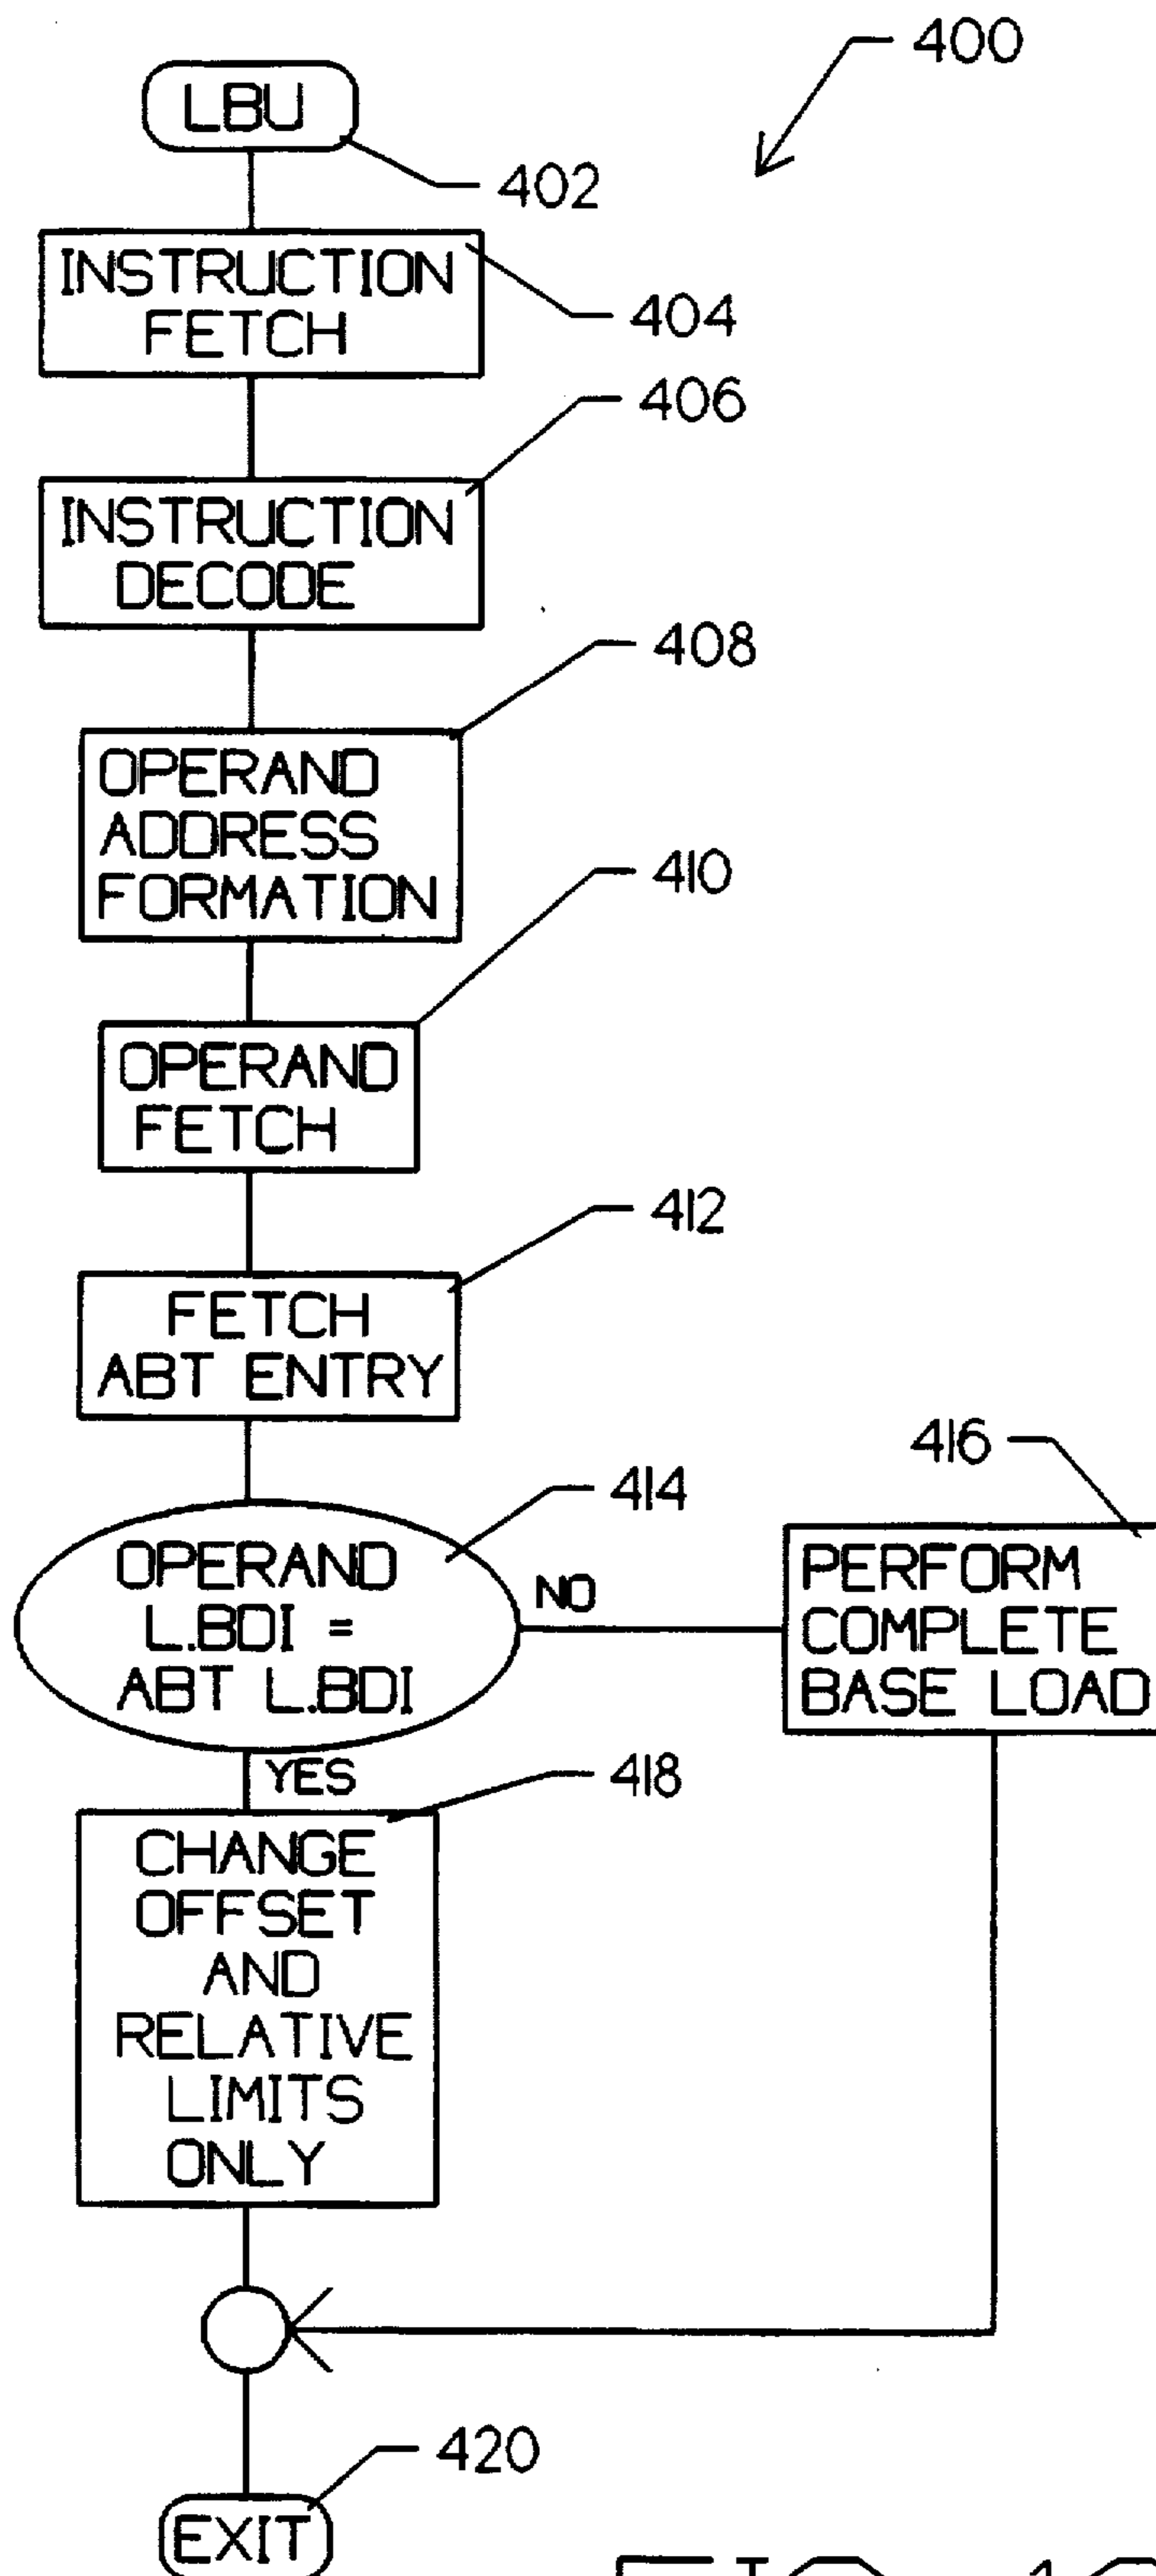 400
LBU
402
INSTRUCTION
FETCH
404
406
INSTRUCTION
DECODE
408
OPERAND
ADDRESS
FORMATION
410
OPERAND
FETCH
412
FETCH
ABT ENTRY
414
OPERAND
L.BDI =
ABT L.BDI
NO
416
PERFORM
COMPLETE
BASE LOAD
YES
418
CHANGE
OFFSET
AND
RELATIVE
LIMITS
ONLY
420
EXIT